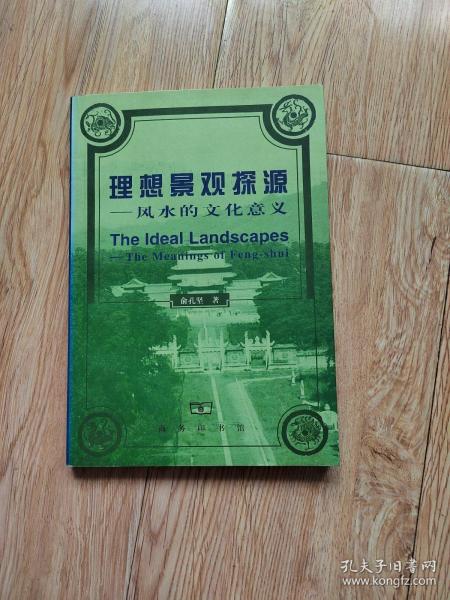 理想景观探源
—风水的文化意义
The Ideal Landscapes
—The Meanings of Feng-shui
俞孔坚 著
商务印书馆
孔夫子旧书网
www.kongfz.com